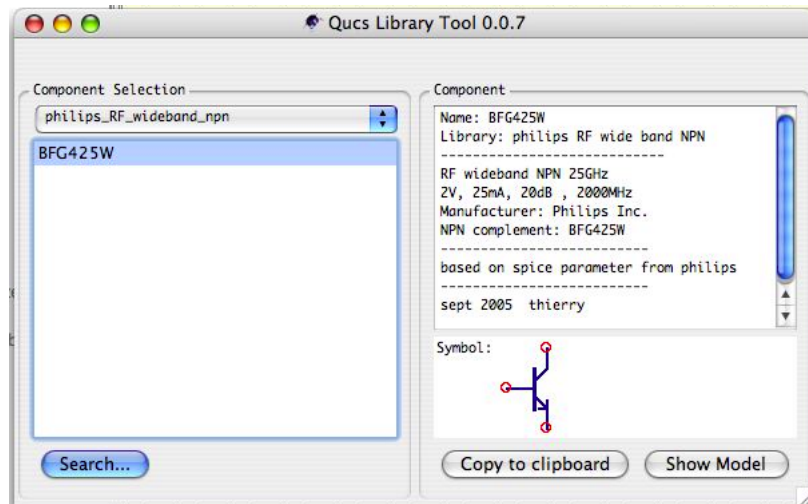 Qucs Library Tool 0.0.7
Component Selection
philips_RF_wideband_npn
BFG425W
Search...
Component
Name: BFG425W
Library: philips RF wide band NPN
----------------------------
RF wideband NPN 25GHz
2V, 25mA, 20dB , 2000MHz
Manufacturer: Philips Inc.
NPN complement: BFG425W
--------------------------
based on spice parameter from philips
--------------------------
sept 2005  thierry
Symbol:
Copy to clipboard
Show Model